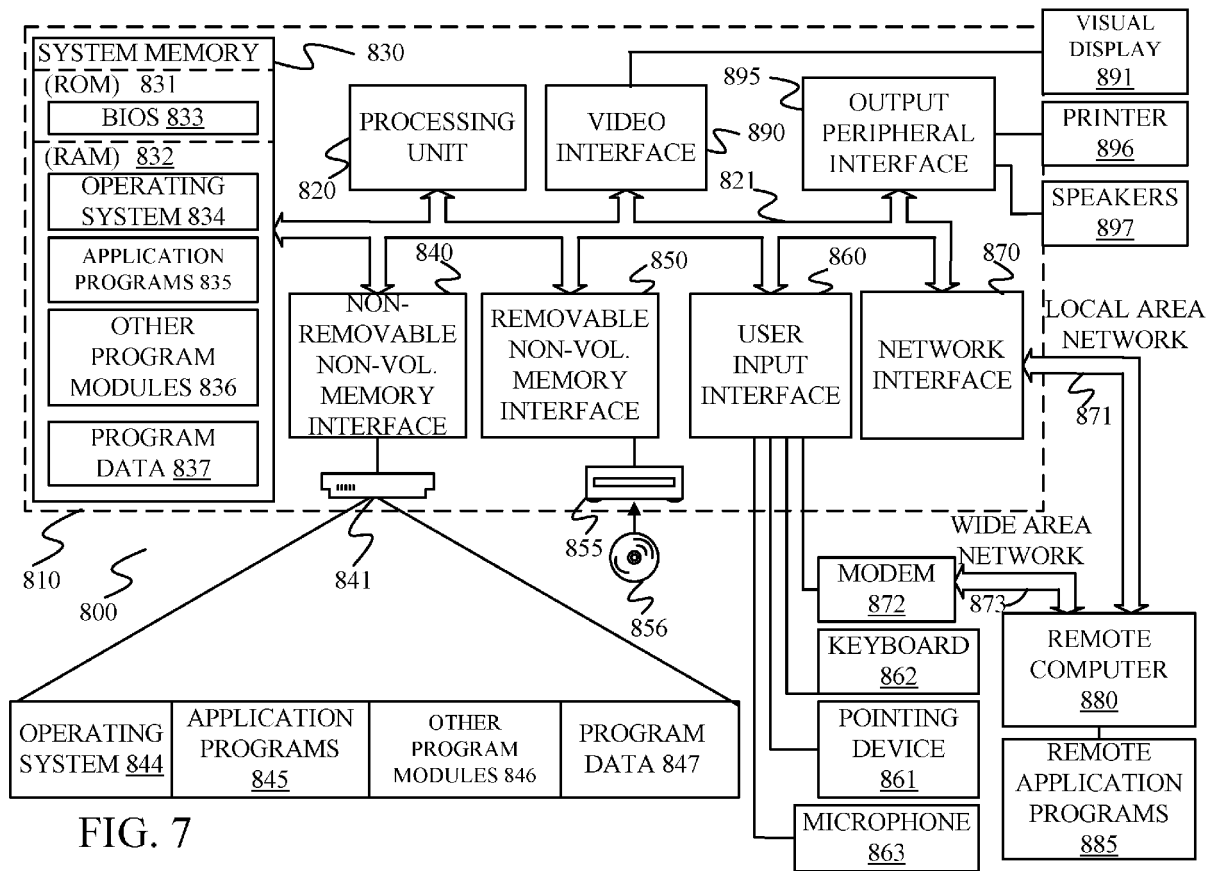 SYSTEM MEMORY
830
(ROM) 831
BIOS 833
(RAM) 832
OPERATING
SYSTEM 834
APPLICATION
PROGRAMS 835
OTHER
PROGRAM
MODULES 836
PROGRAM
DATA 837
PROCESSING
UNIT
820
VIDEO
INTERFACE
890
895
OUTPUT
PERIPHERAL
INTERFACE
821
VISUAL
DISPLAY
891
PRINTER
896
SPEAKERS
897
840
NON-
REMOVABLE
NON-VOL.
MEMORY
INTERFACE
850
REMOVABLE
NON-VOL.
MEMORY
INTERFACE
860
USER
INPUT
INTERFACE
870
NETWORK
INTERFACE
LOCAL AREA
NETWORK
871
810
800
841
855
856
WIDE AREA
NETWORK
873
MODEM
872
KEYBOARD
862
POINTING
DEVICE
861
MICROPHONE
863
REMOTE
COMPUTER
880
REMOTE
APPLICATION
PROGRAMS
885
OPERATING
SYSTEM 844
APPLICATION
PROGRAMS
845
OTHER
PROGRAM
MODULES 846
PROGRAM
DATA 847
FIG. 7